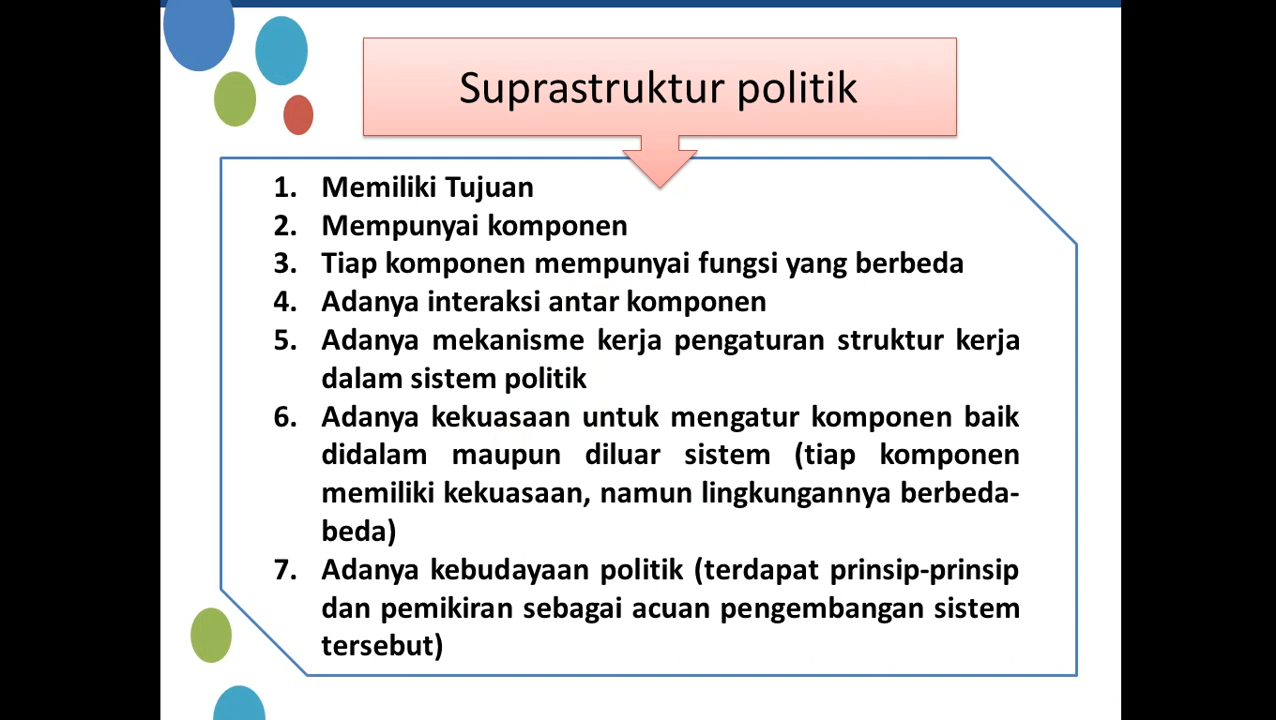 Suprastruktur politik
1. Memiliki Tujuan
2. Mempunyai komponen
3. Tiap komponen mempunyai fungsi yang berbeda
4. Adanya interaksi antar komponen
5. Adanya mekanisme kerja pengaturan struktur kerja
dalam sistem politik
6. Adanya kekuasaan untuk mengatur komponen baik
didalam maupun diluar sistem (tiap komponen
memiliki kekuasaan, namun lingkungannya berbeda-
beda)
7. Adanya kebudayaan politik (terdapat prinsip-prinsip
dan pemikiran sebagai acuan pengembangan sistem
tersebut)